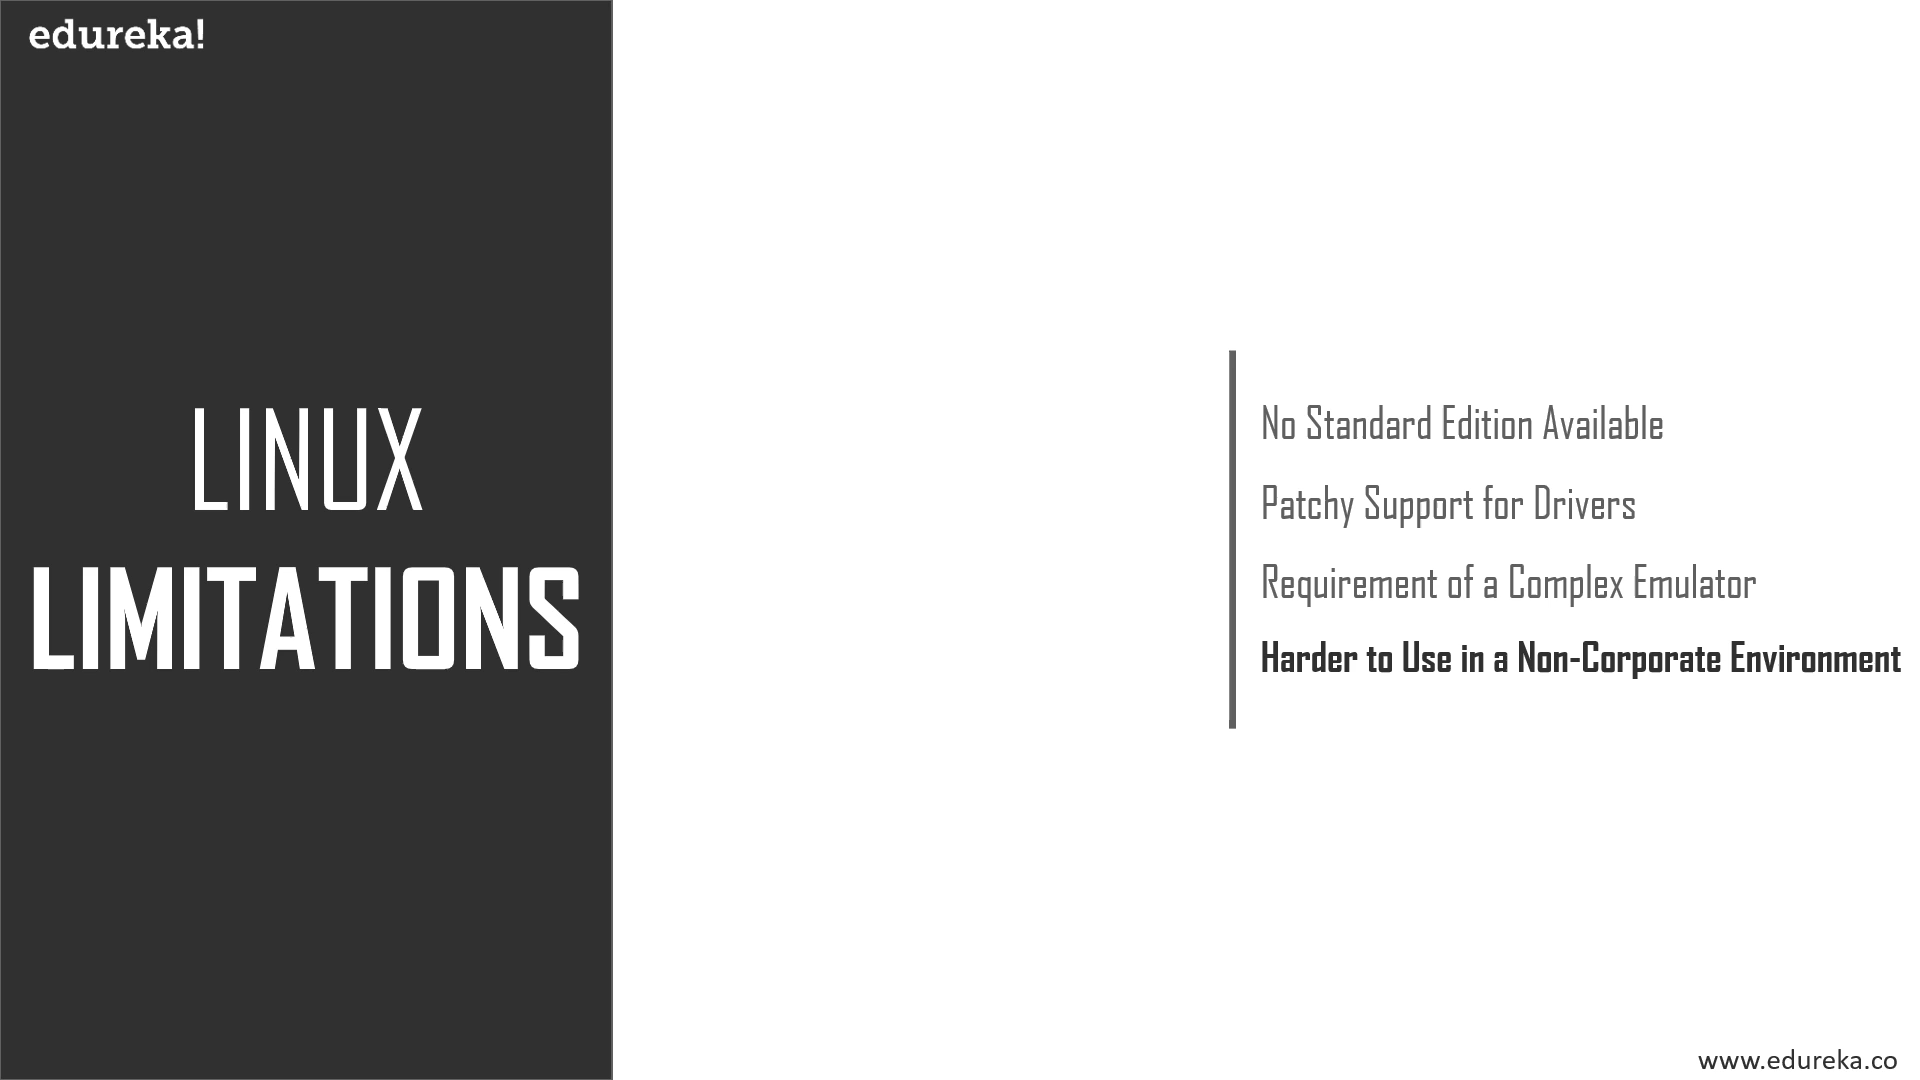 edureka!
LINUX
LIMITATIONS
No Standard Edition Available
Patchy Support for Drivers
Requirement of a Complex Emulator
Harder to Use in a Non-Corporate Environment
www.edureka.co